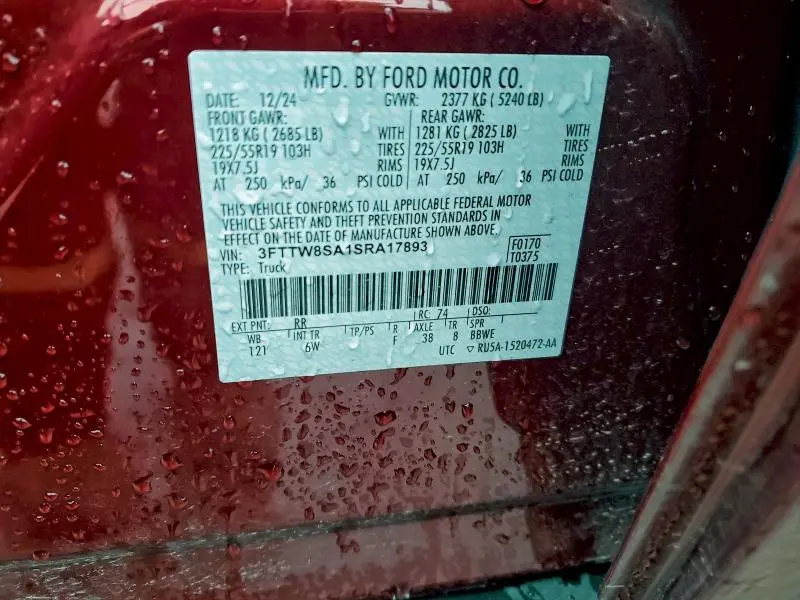 MFD. BY FORD MOTOR CO.
DATE: 12/24 GVWR: 2377 KG ( 5240 LB)
FRONT GAWR: REAR GAWR:
1218 KG ( 2685 LB) WITH 1281 KG ( 2825 LB) WITH
225/55R19 103H TIRES 225/55R19 103H TIRES
19X7.5J RIMS 19X7.5J RIMS
AT 250 kPa/ 36 PSI COLD AT 250 kPa/ 36 PSI COLD
THIS VEHICLE CONFORMS TO ALL APPLICABLE FEDERAL MOTOR
VEHICLE SAFETY AND THEFT PREVENTION STANDARDS IN
EFFECT ON THE DATE OF MANUFACTURE SHOWN ABOVE.
VIN: 3FTTW8SA1SRA17893 F0170
TYPE: Truck T0375
EXT PNT: RR RC: 74 DSO:
WB INT TR TP/PS R AXLE TR SPR
121 6W F 38 8 BBWE
UTC ▽ RU5A-1520472-AA